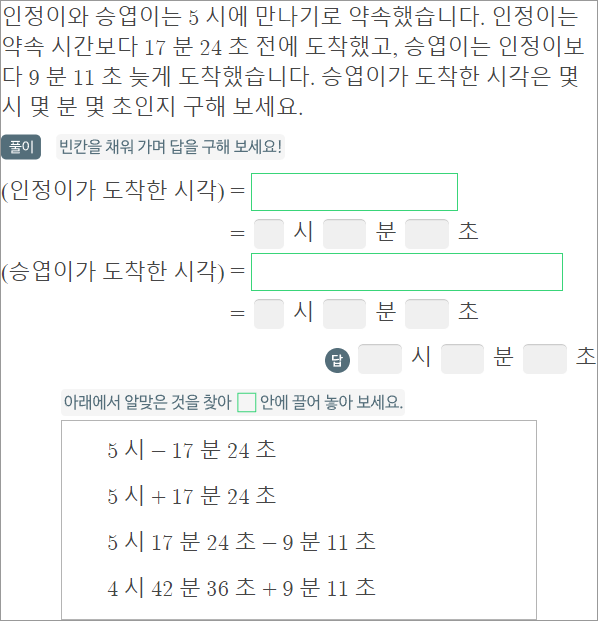 인정이와 승엽이는 5 시에 만나기로 약속했습니다. 인정이는
약속 시간보다 17 분 24 초 전에 도착했고, 승엽이는 인정이보
다 9 분 11 초 늦게 도착했습니다. 승엽이가 도착한 시각은 몇
시 몇 분 몇 초인지 구해 보세요.
풀이 빈칸을 채워 가며 답을 구해 보세요!
(인정이가 도착한 시각) =
= 시 분 초
(승엽이가 도착한 시각) =
= 시 분 초
답 시 분 초
아래에서 알맞은 것을 찾아 안에 끌어 놓아 보세요.
5 시 − 17 분 24 초
5 시 + 17 분 24 초
5 시 17 분 24 초 − 9 분 11 초
4 시 42 분 36 초 + 9 분 11 초